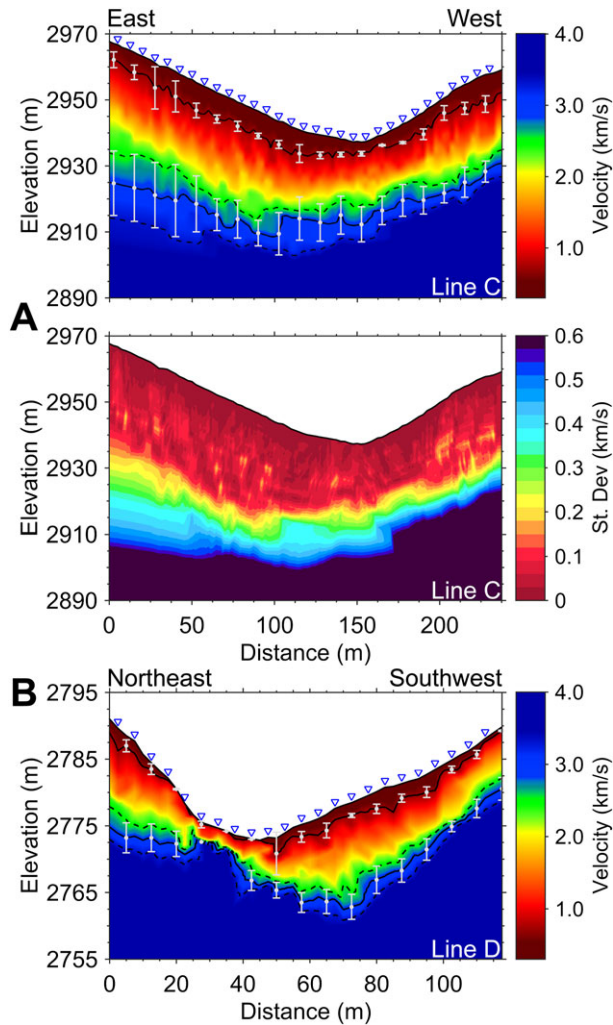 East West
2970
2950
2930
2910
2890
Elevation (m)
4.0
3.0
2.0
1.0
Velocity (km/s)
Line C
A
2970
2950
2930
2910
2890
Elevation (m)
0 50 100 150 200
Distance (m)
0.6
0.5
0.4
0.3
0.2
0.1
0
St. Dev (km/s)
Line C
B
Northeast Southwest
2795
2785
2775
2765
2755
Elevation (m)
0 20 40 60 80 100
Distance (m)
4.0
3.0
2.0
1.0
Velocity (km/s)
Line D